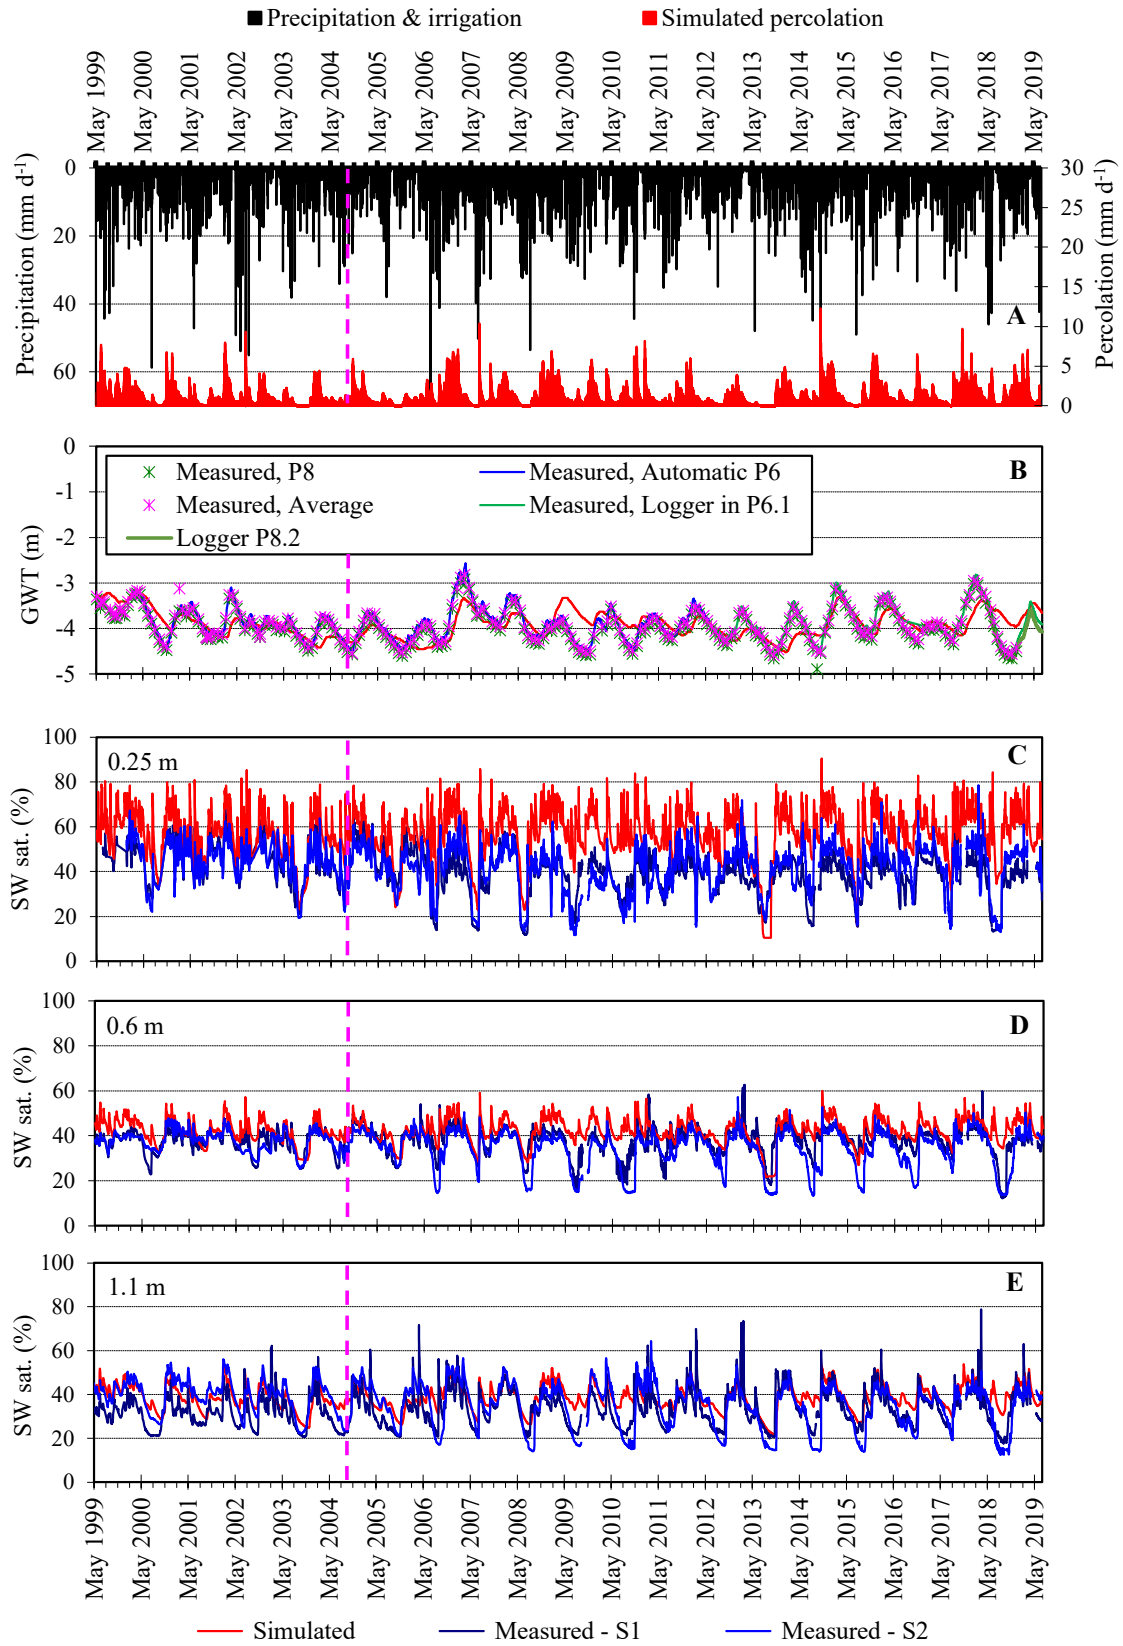 Precipitation & irrigation Simulated percolation
May 1999 May 2000 May 2001 May 2002 May 2003 May 2004 May 2005 May 2006 May 2007 May 2008 May 2009 May 2010 May 2011 May 2012 May 2013 May 2014 May 2015 May 2016 May 2017 May 2018 May 2019
Precipitation (mm d-1)
0
20
40
60
A
30
25
20
15
10
5
0
Percolation (mm d-1)
GWT (m)
0
-1
-2
-3
-4
-5
B
Measured, P8 Measured, Automatic P6
Measured, Average Measured, Logger in P6.1
Logger P8.2
SW sat. (%)
100
80
60
40
20
0
0.25 m C
SW sat. (%)
100
80
60
40
20
0
0.6 m D
SW sat. (%)
100
80
60
40
20
0
1.1 m E
May 1999 May 2000 May 2001 May 2002 May 2003 May 2004 May 2005 May 2006 May 2007 May 2008 May 2009 May 2010 May 2011 May 2012 May 2013 May 2014 May 2015 May 2016 May 2017 May 2018 May 2019
Simulated Measured - S1 Measured - S2